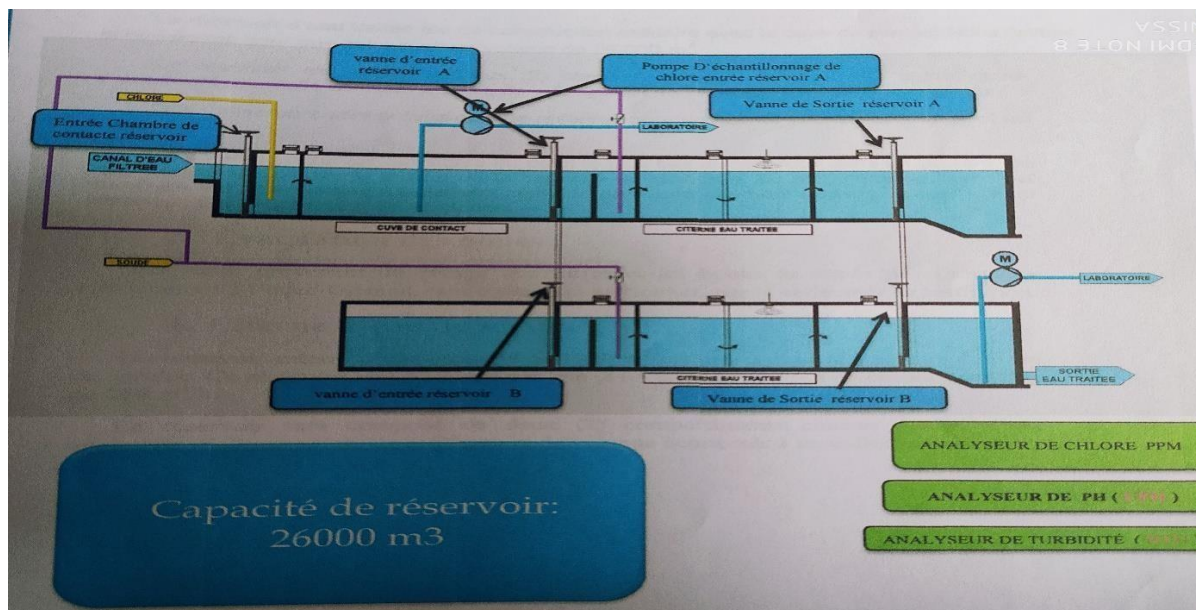 vanne d'entrée
réservoir A
Pompe D'échantillonnage de
chlore entrée réservoir A
Vanne de Sortie réservoir A
CHLORE
Entrée Chambre de
contacte réservoir
M
LABORATOIRE
CANAL D'EAU
FILTREE
CUVE DE CONTACT
CITERNE EAU TRAITEE
SOUDE
M
LABORATOIRE
SORTIE
EAU TRAITEE
CITERNE EAU TRAITEE
vanne d'entrée réservoir B
Vanne de Sortie réservoir B
Capacité de réservoir:
26000 m3
ANALYSEUR DE CHLORE PPM
ANALYSEUR DE PH (
)
ANALYSEUR DE TURBIDITÉ (